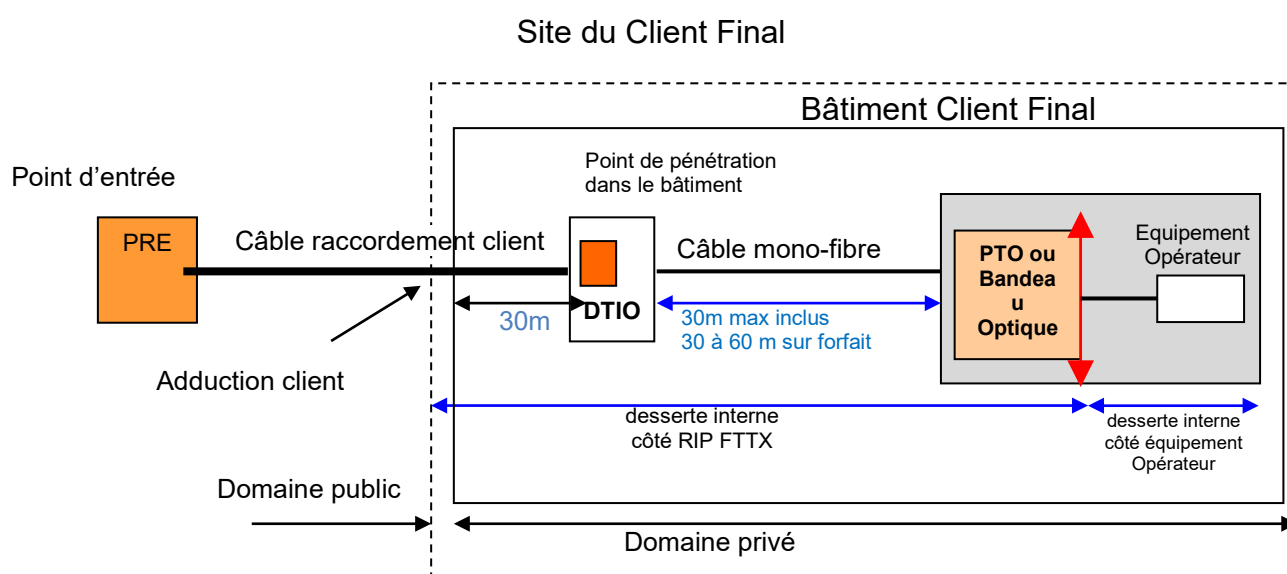 Site du Client Final
Bâtiment Client Final
Point d'entrée
Point de pénétration
dans le bâtiment
PRE
Câble raccordement client
DTIO
Câble mono-fibre
PTO ou
Bandea
u
Optique
Equipement
Opérateur
30m
30m max inclus
30 à 60 m sur forfait
Adduction client
desserte interne
côté RIP FTTX
desserte interne
côté équipement
Opérateur
Domaine public
Domaine privé